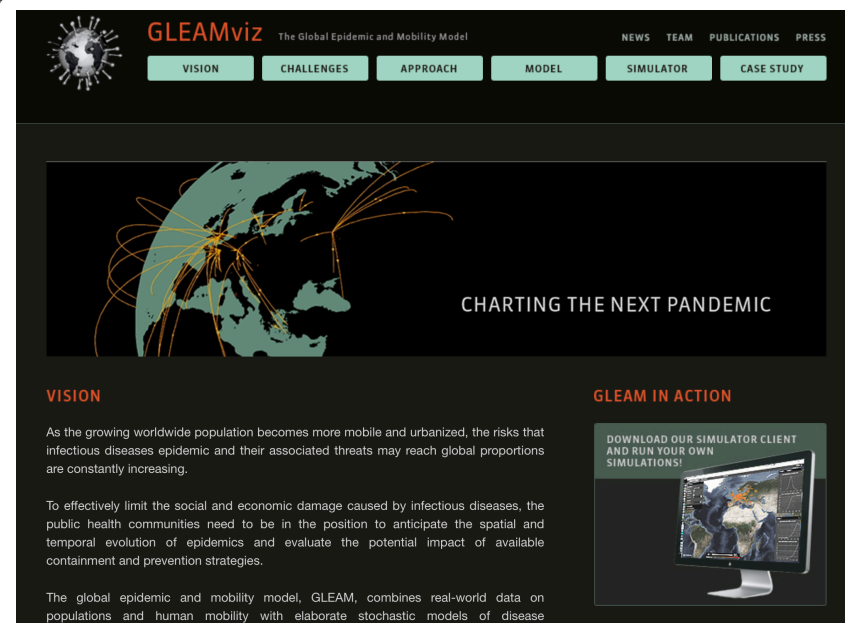 GLEAMviz The Global Epidemic and Mobility Model
NEWS TEAM PUBLICATIONS PRESS
VISION CHALLENGES APPROACH MODEL SIMULATOR CASE STUDY
CHARTING THE NEXT PANDEMIC
VISION
As the growing worldwide population becomes more mobile and urbanized, the risks that
infectious diseases epidemic and their associated threats may reach global proportions
are constantly increasing.
To effectively limit the social and economic damage caused by infectious diseases, the
public health communities need to be in the position to anticipate the spatial and
temporal evolution of epidemics and evaluate the potential impact of available
containment and prevention strategies.
The global epidemic and mobility model, GLEAM, combines real-world data on
populations and human mobility with elaborate stochastic models of disease
GLEAM IN ACTION
DOWNLOAD OUR SIMULATOR CLIENT
AND RUN YOUR OWN
SIMULATIONS!